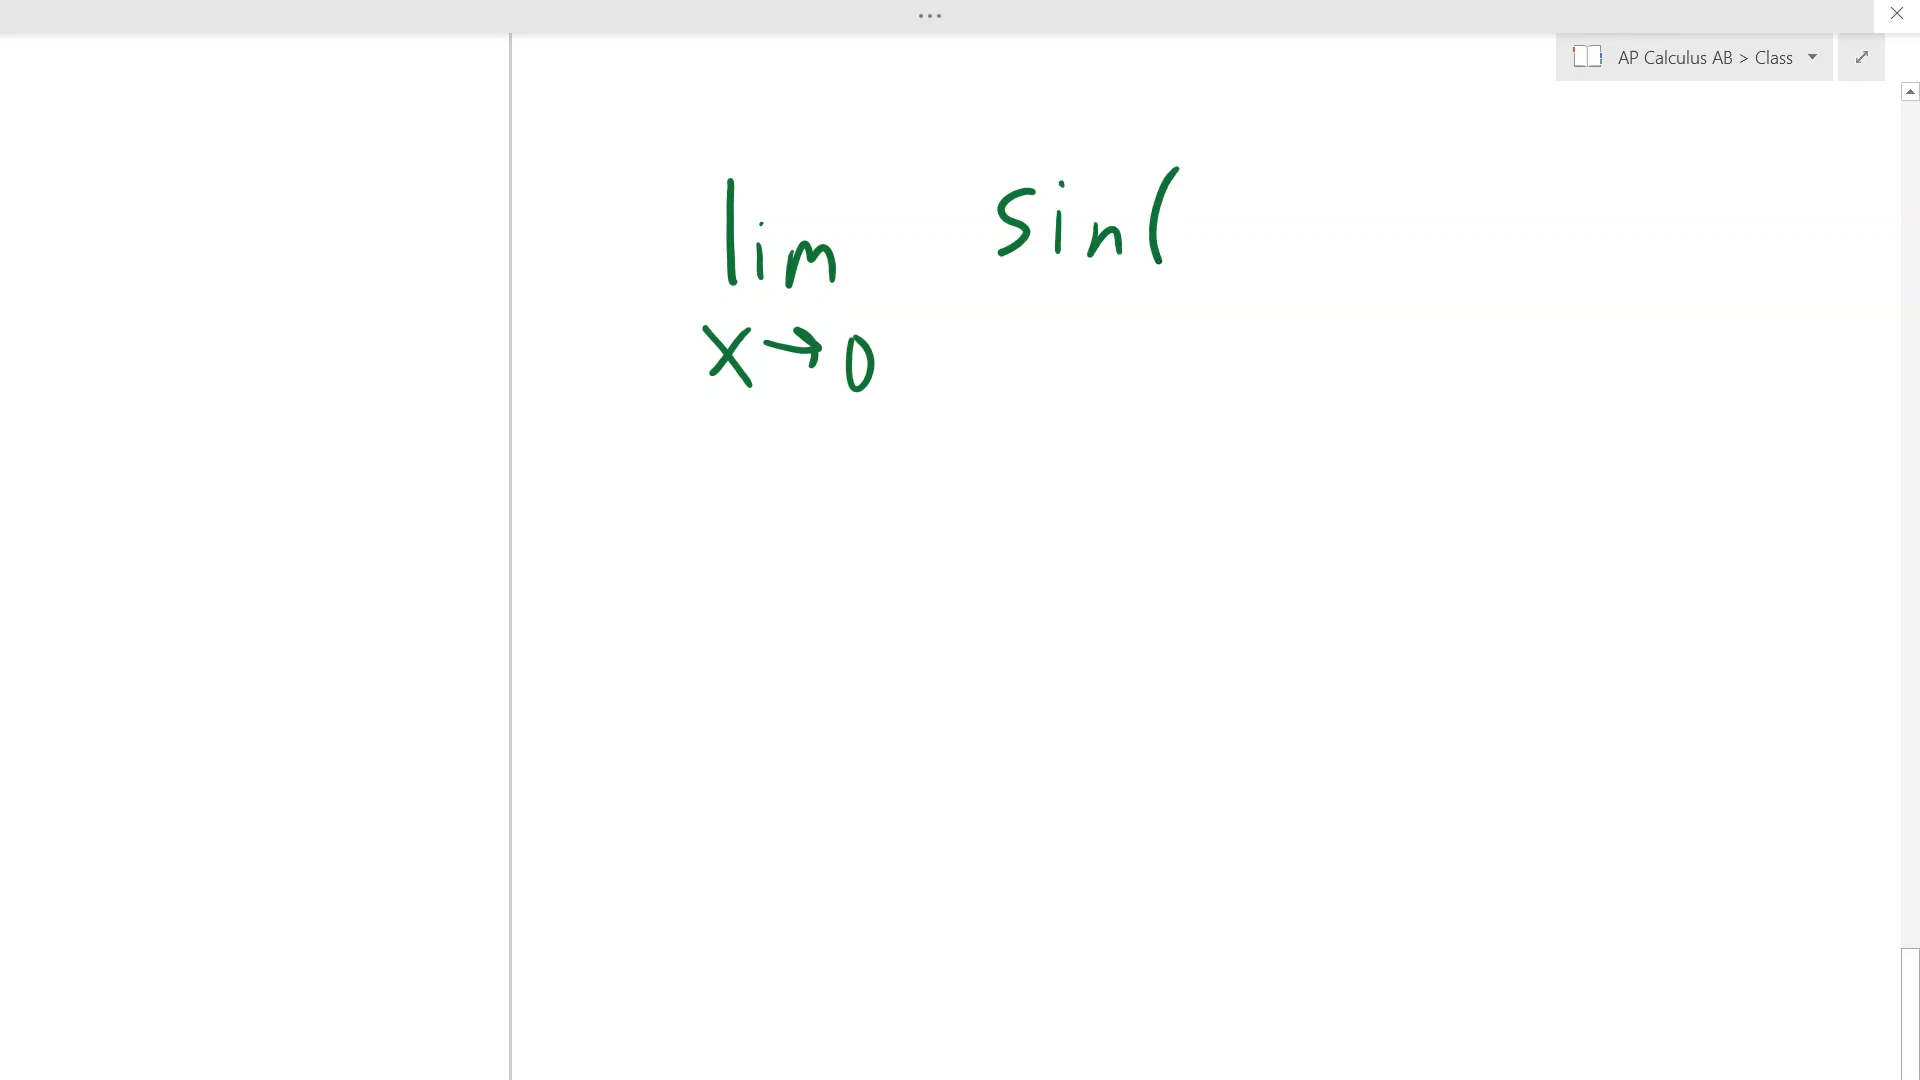 AP Calculus AB > Class
lim sin(
x→0